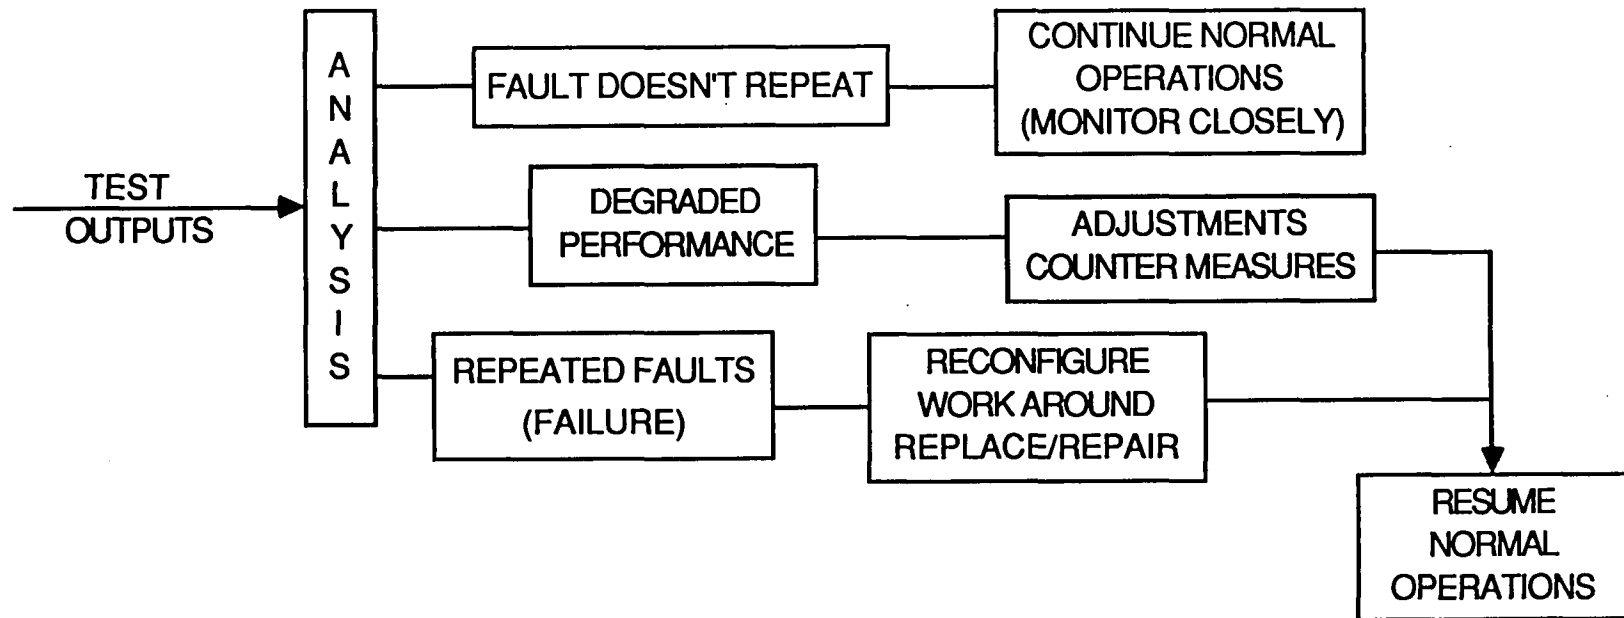 TEST
OUTPUTS
ANALYSIS
FAULT DOESN'T REPEAT
CONTINUE NORMAL
OPERATIONS
(MONITOR CLOSELY)
DEGRADED
PERFORMANCE
ADJUSTMENTS
COUNTER MEASURES
REPEATED FAULTS
(FAILURE)
RECONFIGURE
WORK AROUND
REPLACE/REPAIR
RESUME
NORMAL
OPERATIONS